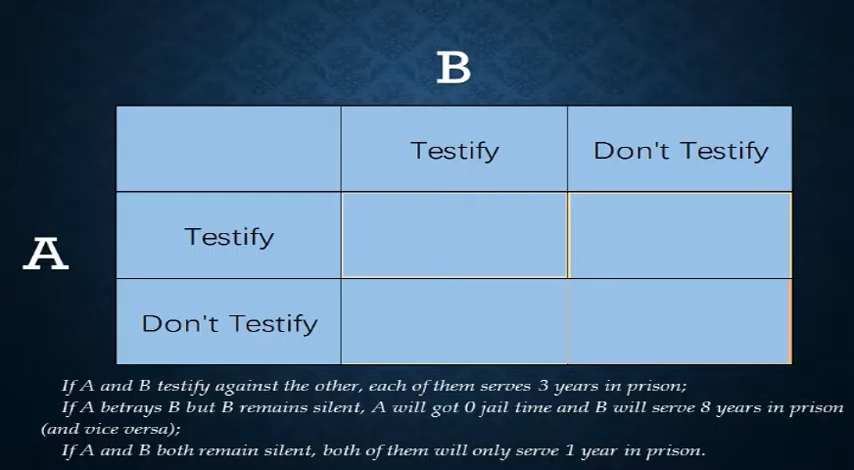 B
Testify Don't Testify
A
Testify
Don't Testify
If A and B testify against the other, each of them serves 3 years in prison;
If A betrays B but B remains silent, A will got 0 jail time and B will serve 8 years in prison
(and vice versa);
If A and B both remain silent, both of them will only serve 1 year in prison.